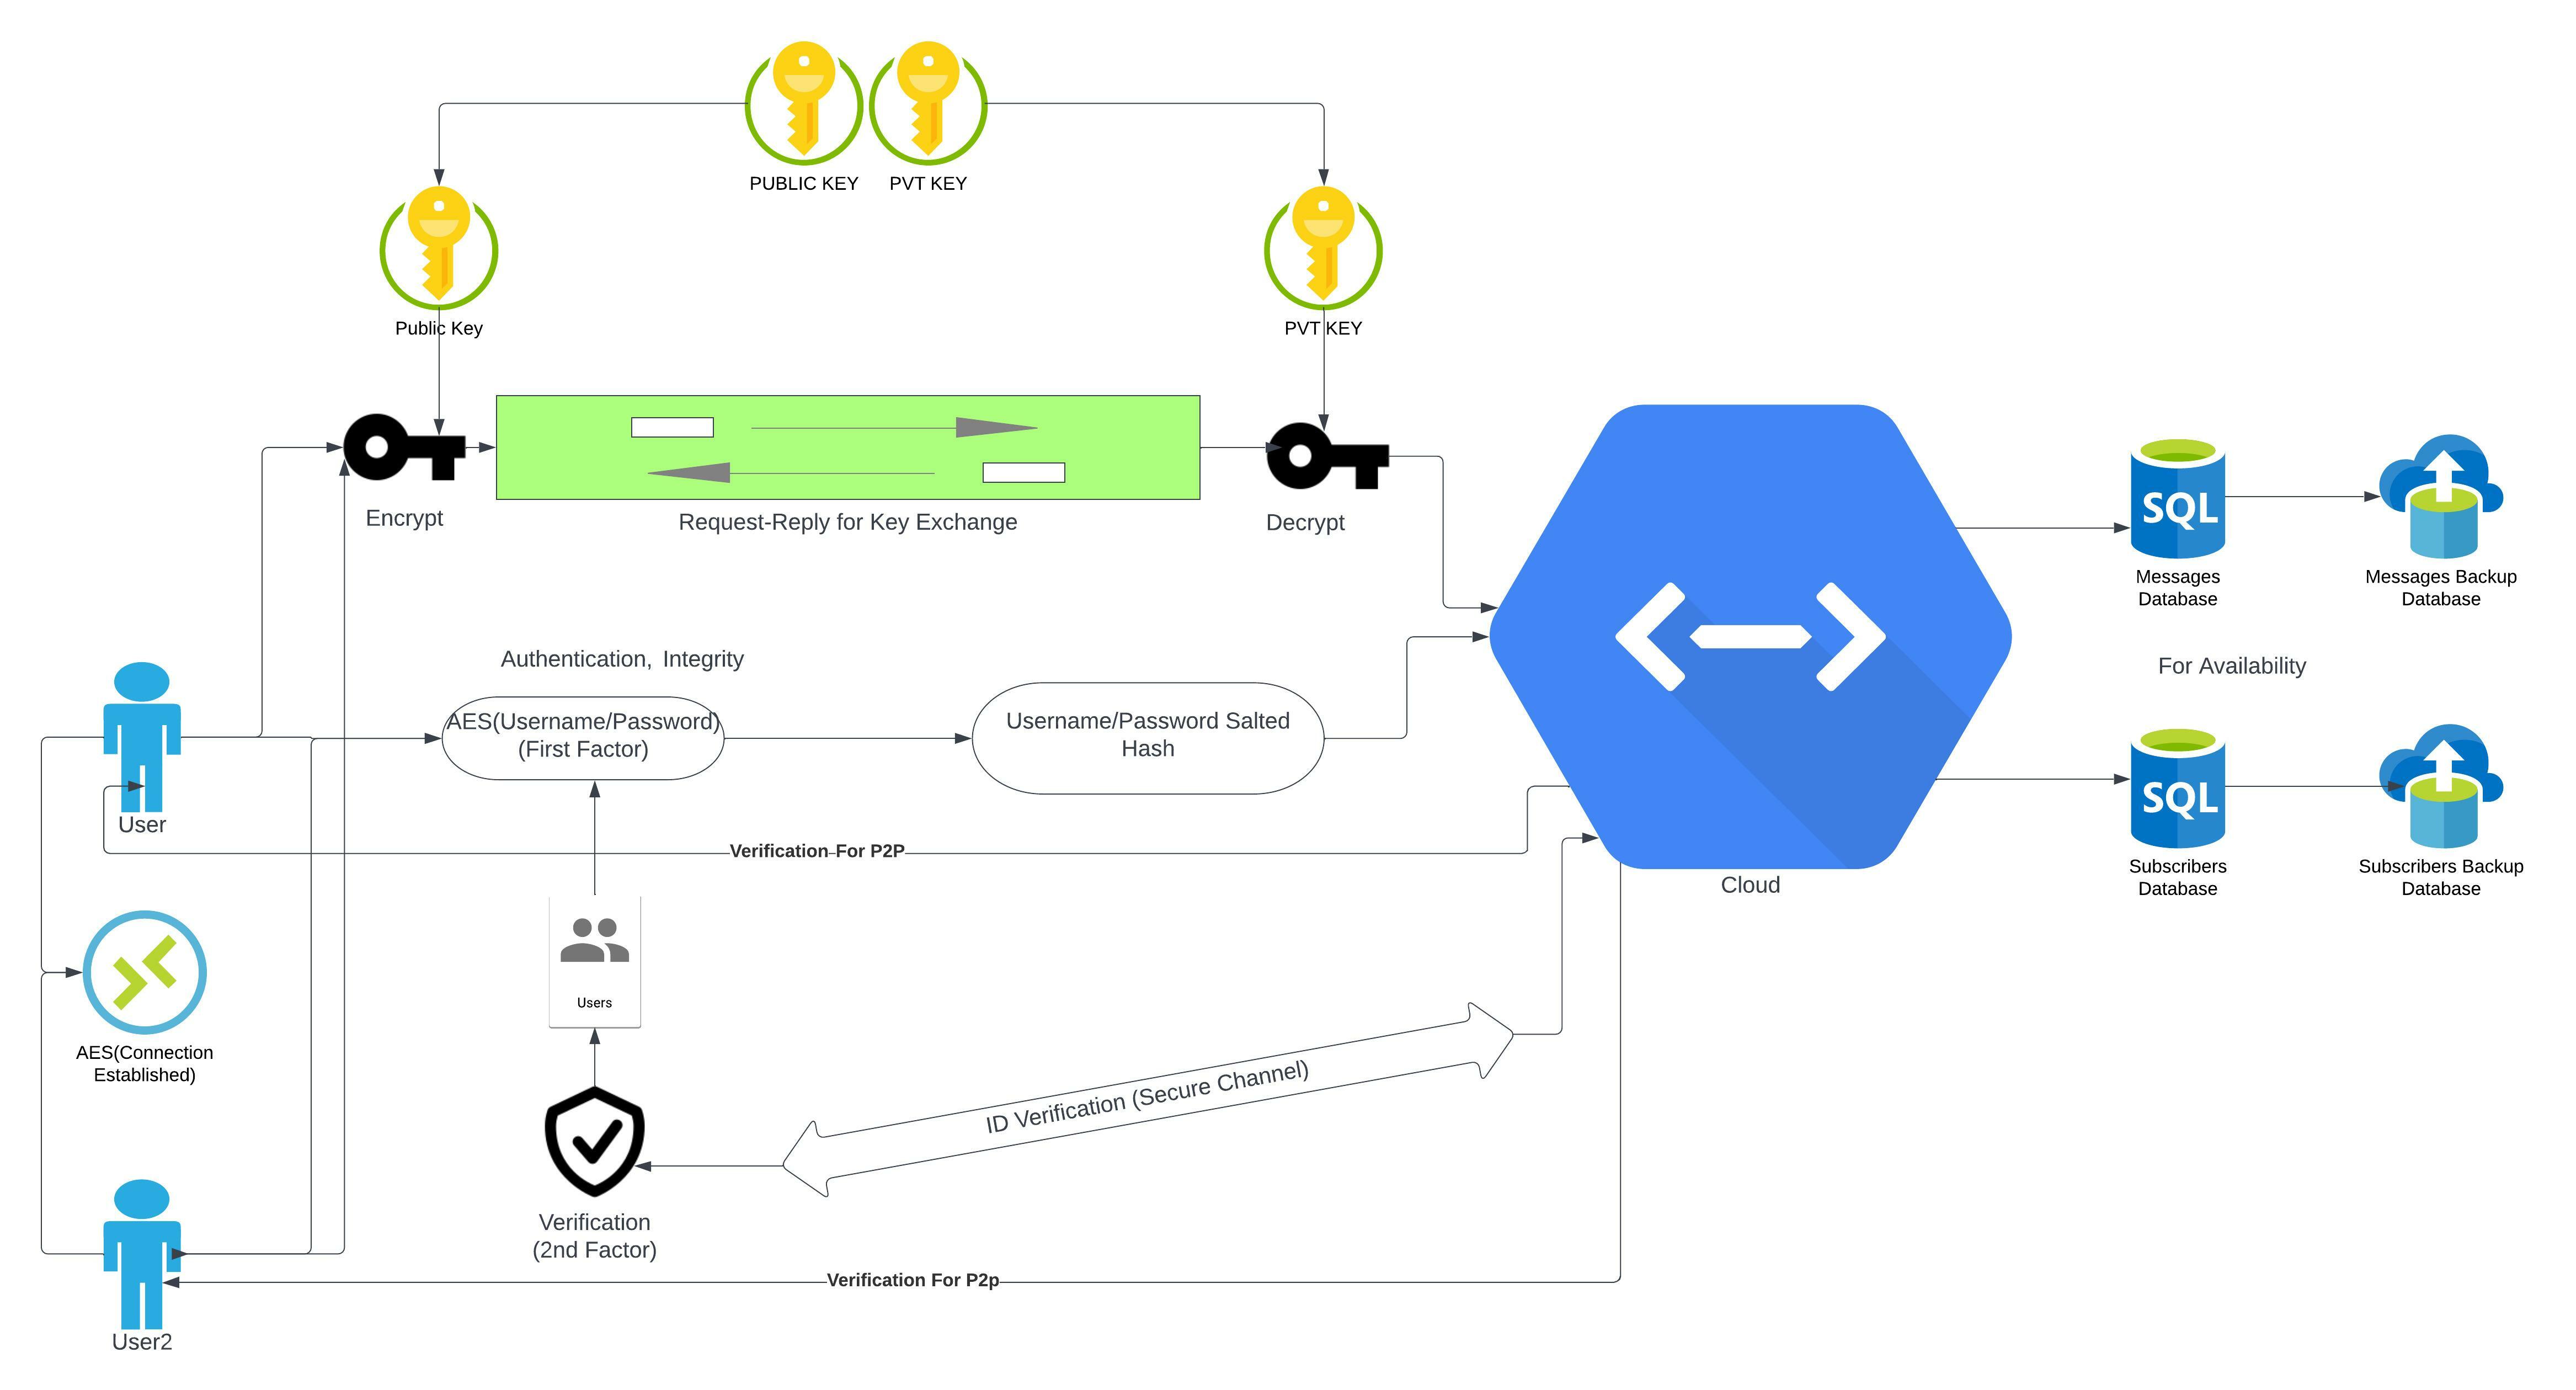 PUBLIC KEY
PVT KEY
Public Key
PVT KEY
Encrypt
Request-Reply for Key Exchange
Decrypt
SQL
Messages
Database
Messages Backup
Database
Authentication, Integrity
For Availability
AES(Username/Password)
(First Factor)
Username/Password Salted
Hash
User
Verification For P2P
SQL
Subscribers
Database
Subscribers Backup
Database
Cloud
Users
AES(Connection
Established)
ID Verification (Secure Channel)
Verification
(2nd Factor)
Verification For P2p
User2